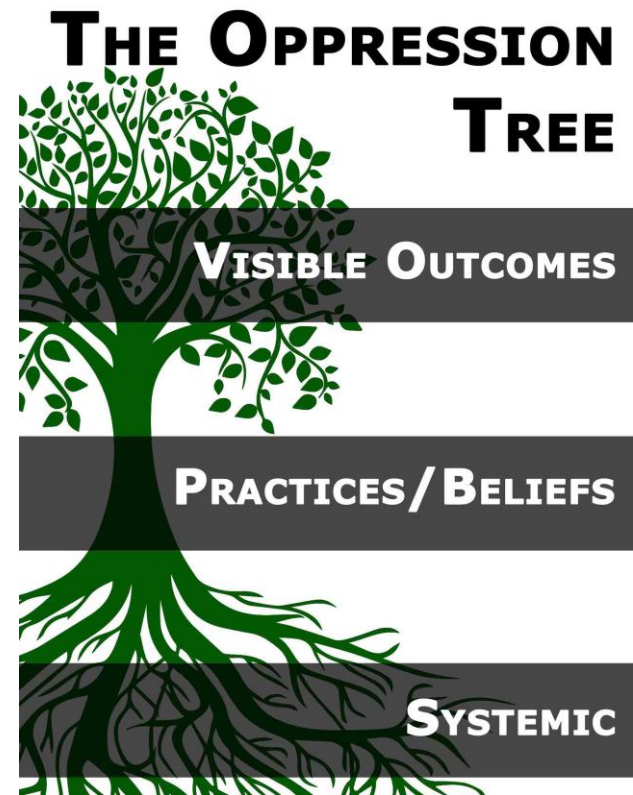 The Oppression
Tree
Visible Outcomes
Practices/Beliefs
Systemic